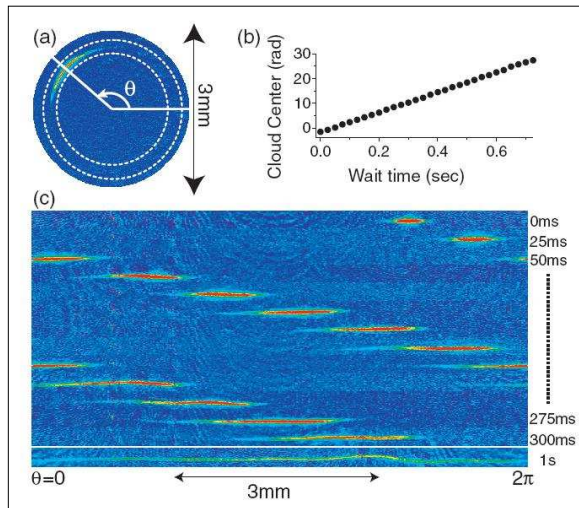 (a)
θ
3mm
(b)
Cloud Center (rad)
30
20
10
0
0.0 0.2 0.4 0.6
Wait time (sec)
(c)
0ms
25ms
50ms
275ms
300ms
1s
θ=0
3mm
2π